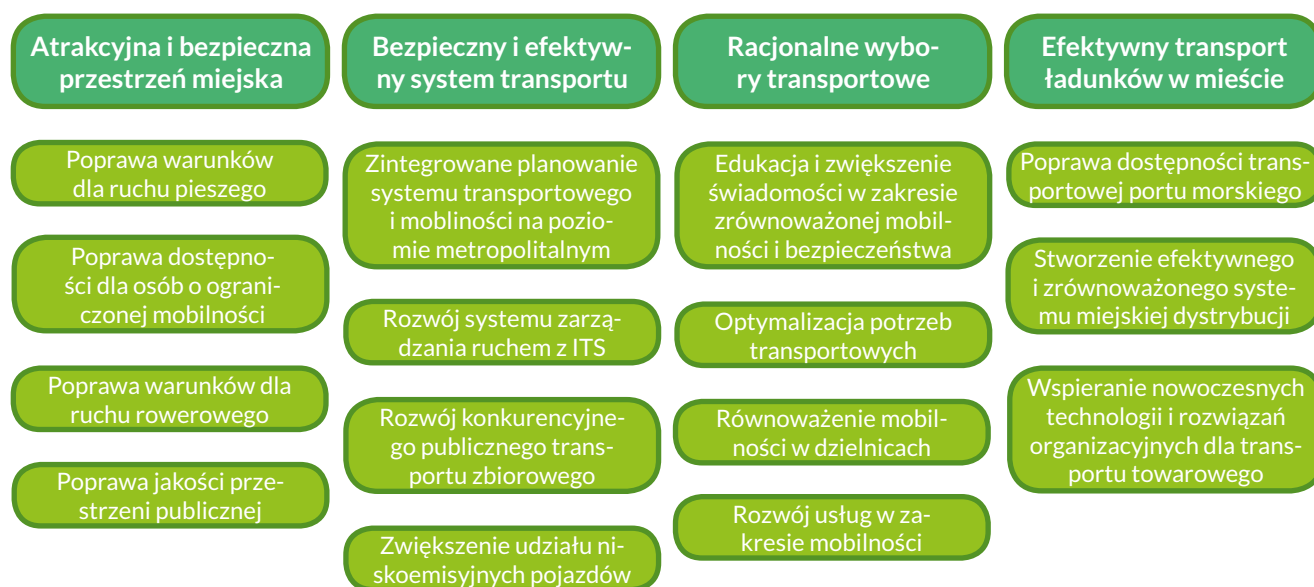 Atrakcyjna i bezpieczna
przestrzeń miejska
Poprawa warunków
dla ruchu pieszego
Poprawa dostępno-
ści dla osób o ograni-
czonej mobilności
Poprawa warunków dla
ruchu rowerowego
Poprawa jakości prze-
strzeni publicznej
Bezpieczny i efektyw-
ny system transportu
Zintegrowane planowanie
systemu transportowego
i mobliności na pozio-
mie metropolitalnym
Rozwój systemu zarzą-
dzania ruchem z ITS
Rozwój konkurencyjne-
go publicznego trans-
portu zbiorowego
Zwiększenie udziału ni-
skoemisyjnych pojazdów
Racjonalne wybo-
ry transportowe
Edukacja i zwiększenie
świadomości w zakresie
zrównoważonej mobil-
ności i bezpieczeństwa
Optymalizacja potrzeb
transportowych
Równoważenie mobil-
ności w dzielnicach
Rozwój usług w za-
kresie mobilności
Efektywny transport
ładunków w mieście
Poprawa dostępności trans-
portowej portu morskiego
Stworzenie efektywnego
i zrównoważonego syste-
mu miejskiej dystrybucji
Wspieranie nowoczesnych
technologii i rozwiązań
organizacyjnych dla trans-
portu towarowego